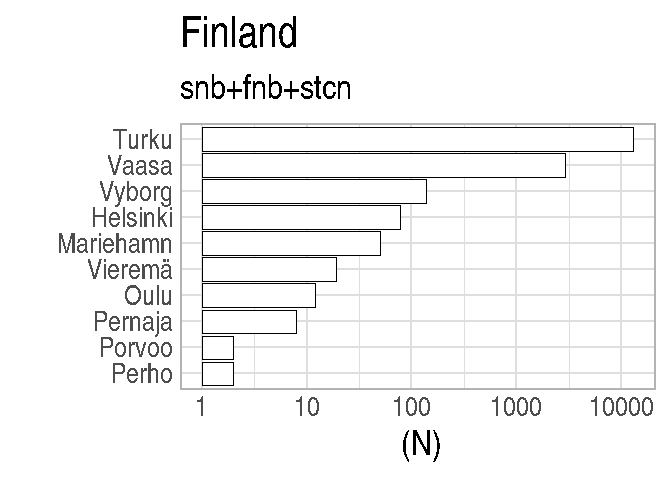 Finland
snb+fnb+stcn
Turku
Vaasa
Vyborg
Helsinki
Mariehamn
Vieremä
Oulu
Pernaja
Porvoo
Perho
1 10 100 1000 10000
(N)